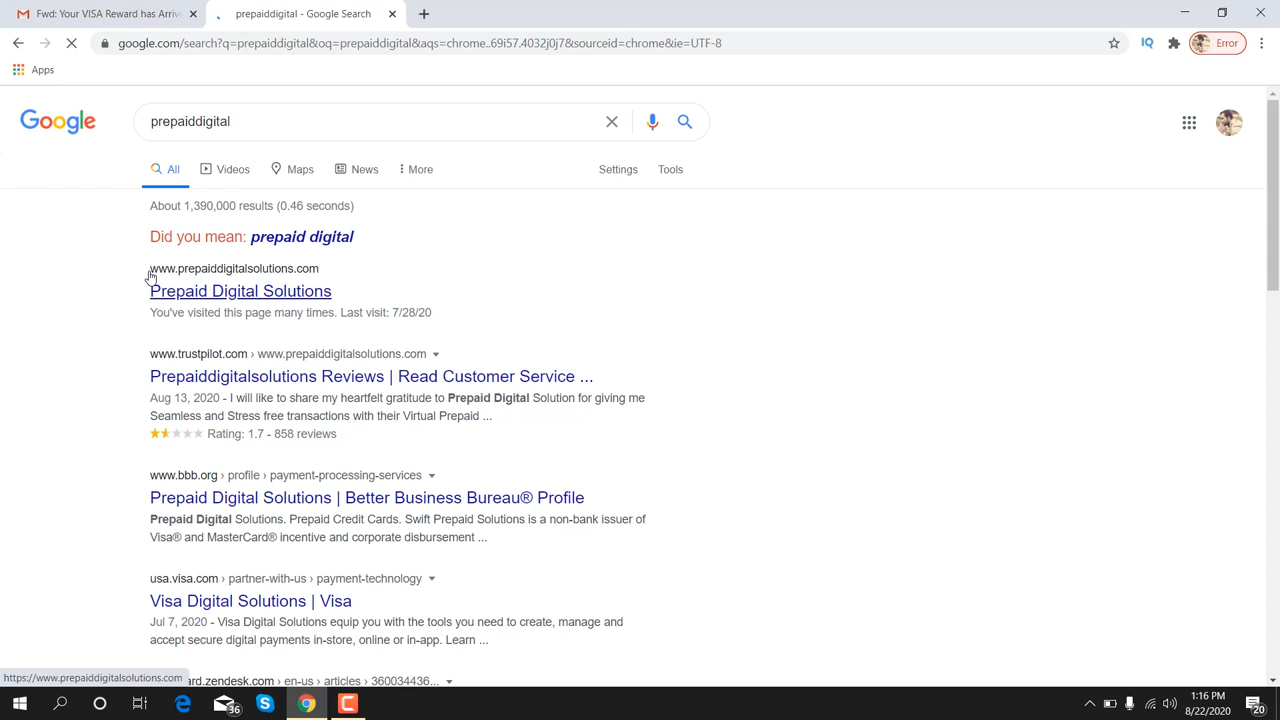 Fwd: Your VISA Reward has Arrive
prepaiddigital - Google Search
google.com/search?q=prepaiddigital&oq=prepaiddigital&aqs=chrome..69i57.4032j0j7&sourceid=chrome&ie=UTF-8
IQ
Error
Apps
Google
prepaiddigital
All
Videos
Maps
News
More
Settings
Tools
About 1,390,000 results (0.46 seconds)
Did you mean: prepaid digital
www.prepaiddigitalsolutions.com
Prepaid Digital Solutions
You've visited this page many times. Last visit: 7/28/20
www.trustpilot.com › www.prepaiddigitalsolutions.com
Prepaiddigitalsolutions Reviews | Read Customer Service ...
Aug 13, 2020 - I will like to share my heartfelt gratitude to Prepaid Digital Solution for giving me
Seamless and Stress free transactions with their Virtual Prepaid ...
Rating: 1.7 - 858 reviews
www.bbb.org › profile › payment-processing-services
Prepaid Digital Solutions | Better Business Bureau® Profile
Prepaid Digital Solutions. Prepaid Credit Cards. Swift Prepaid Solutions is a non-bank issuer of
Visa® and MasterCard® incentive and corporate disbursement ...
usa.visa.com › partner-with-us › payment-technology
Visa Digital Solutions | Visa
Jul 7, 2020 - Visa Digital Solutions equip you with the tools you need to create, manage and
accept secure digital payments in-store, online or in-app. Learn ...
ard.zendesk.com › en-us › articles › 360034436...
https://www.prepaiddigitalsolutions.com
36
1:16 PM
8/22/2020
20